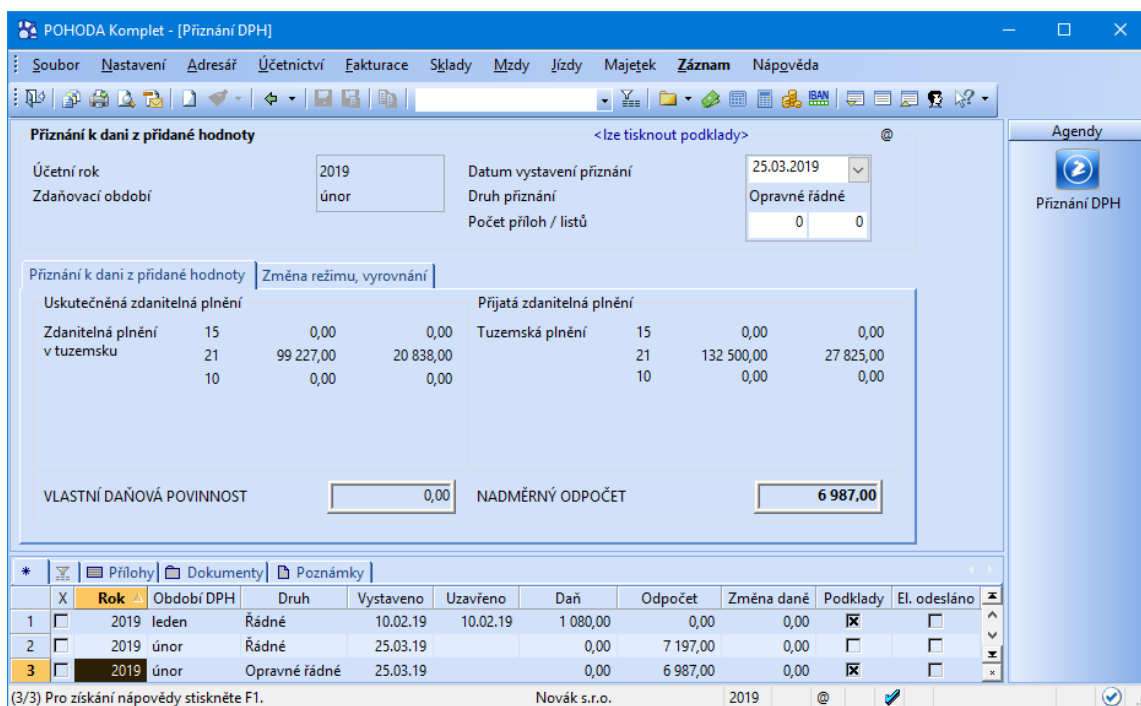 POHODA Komplet - [Přiznání DPH]
Soubor Nastavení Adresář Účetnictví Fakturace Sklady Mzdy Jízdy Majetek Záznam Nápověda
IBAN
Přiznání k dani z přidané hodnoty <lze tisknout podklady> @
Účetní rok 2019 Datum vystavení přiznání 25.03.2019
Zdaňovací období únor Druh přiznání Opravné řádné
Počet příloh / listů 0 0
Agendy
Přiznání DPH
Přiznání k dani z přidané hodnoty Změna režimu, vyrovnání
Uskutečněná zdanitelná plnění Přijatá zdanitelná plnění
Zdanitelná plnění 15 0,00 0,00 Tuzemská plnění 15 0,00 0,00
v tuzemsku 21 99 227,00 20 838,00 21 132 500,00 27 825,00
10 0,00 0,00 10 0,00 0,00
VLASTNÍ DAŇOVÁ POVINNOST 0,00 NADMĚRNÝ ODPOČET 6 987,00
* Přílohy Dokumenty Poznámky
X Rok Období DPH Druh Vystaveno Uzavřeno Daň Odpočet Změna daně Podklady El. odesláno
1 2019 leden Řádné 10.02.19 10.02.19 1 080,00 0,00 0,00
2 2019 únor Řádné 25.03.19 0,00 7 197,00 0,00
3 2019 únor Opravné řádné 25.03.19 0,00 6 987,00 0,00
(3/3) Pro získání nápovědy stiskněte F1. Novák s.r.o. 2019 @